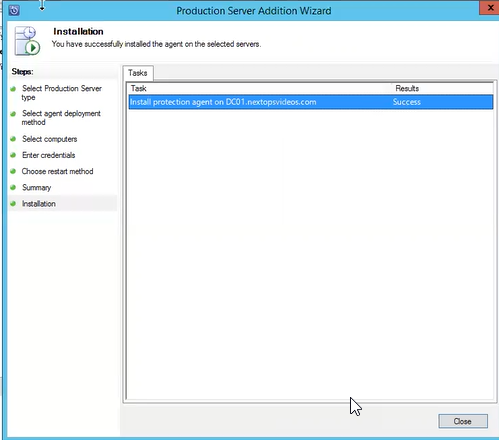 Production Server Addition Wizard
Installation
You have successfully installed the agent on the selected servers.
Steps:
Select Production Server
type
Select agent deployment
method
Select computers
Enter credentials
Choose restart method
Summary
Installation
Tasks
Task Results
Install protection agent on DC01.nextopsvideos.com Success
Close